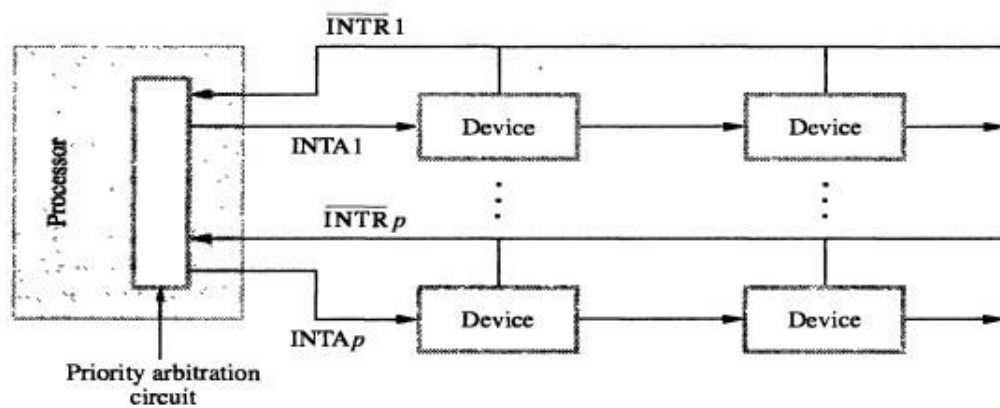 INTR1
Processor
INTA1
Device
Device
INTRp
INTAp
Device
Device
Priority arbitration
circuit